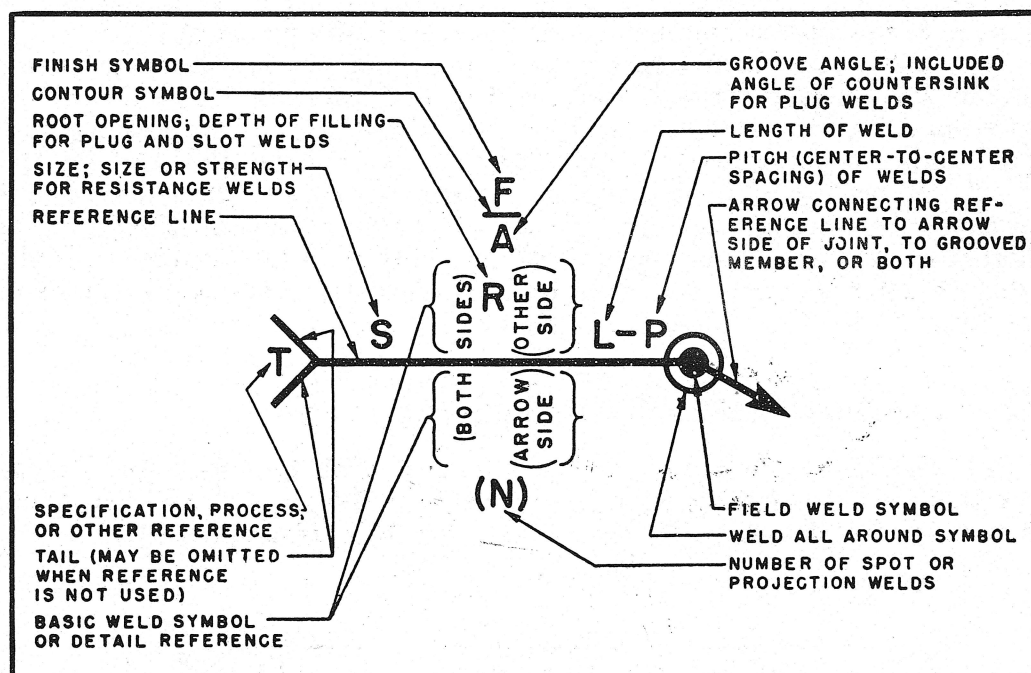 FINISH SYMBOL
CONTOUR SYMBOL
ROOT OPENING; DEPTH OF FILLING
FOR PLUG AND SLOT WELDS
SIZE; SIZE OR STRENGTH
FOR RESISTANCE WELDS
REFERENCE LINE
GROOVE ANGLE; INCLUDED
ANGLE OF COUNTERSINK
FOR PLUG WELDS
LENGTH OF WELD
PITCH (CENTER-TO-CENTER
SPACING) OF WELDS
ARROW CONNECTING REF-
ERENCE LINE TO ARROW
SIDE OF JOINT, TO GROOVED
MEMBER, OR BOTH
F
A
R
S
L-P
T
(BOTH SIDES)
(OTHER
SIDE)
(ARROW
SIDE)
(N)
SPECIFICATION, PROCESS,
OR OTHER REFERENCE
TAIL (MAY BE OMITTED
WHEN REFERENCE
IS NOT USED)
BASIC WELD SYMBOL
OR DETAIL REFERENCE
FIELD WELD SYMBOL
WELD ALL AROUND SYMBOL
NUMBER OF SPOT OR
PROJECTION WELDS